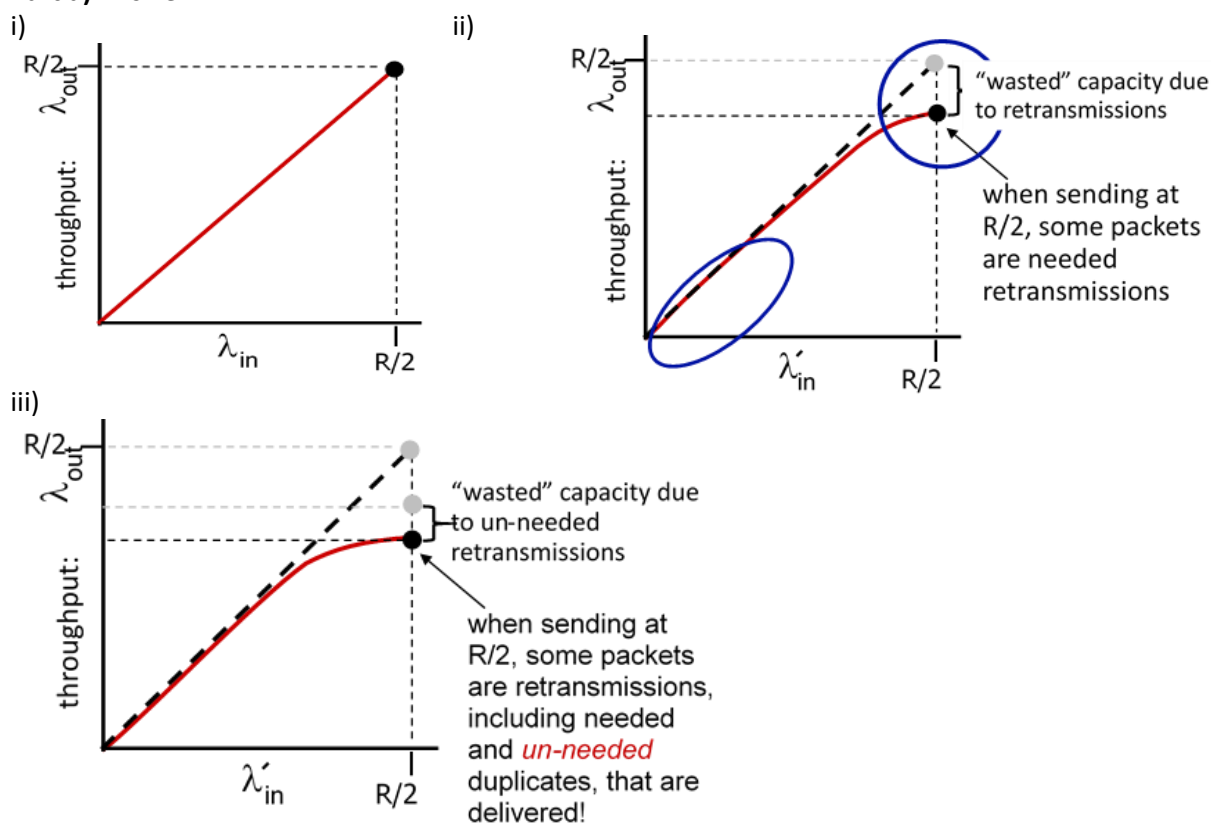 i)
R/2
throughput: λout
λin
R/2
ii)
R/2
throughput: λout
“wasted” capacity due
to retransmissions
when sending at
R/2, some packets
are needed
retransmissions
λ′in
R/2
iii)
R/2
throughput: λout
“wasted” capacity due
to un-needed
retransmissions
when sending at
R/2, some packets
are retransmissions,
including needed
and un-needed
duplicates, that are
delivered!
λ′in
R/2